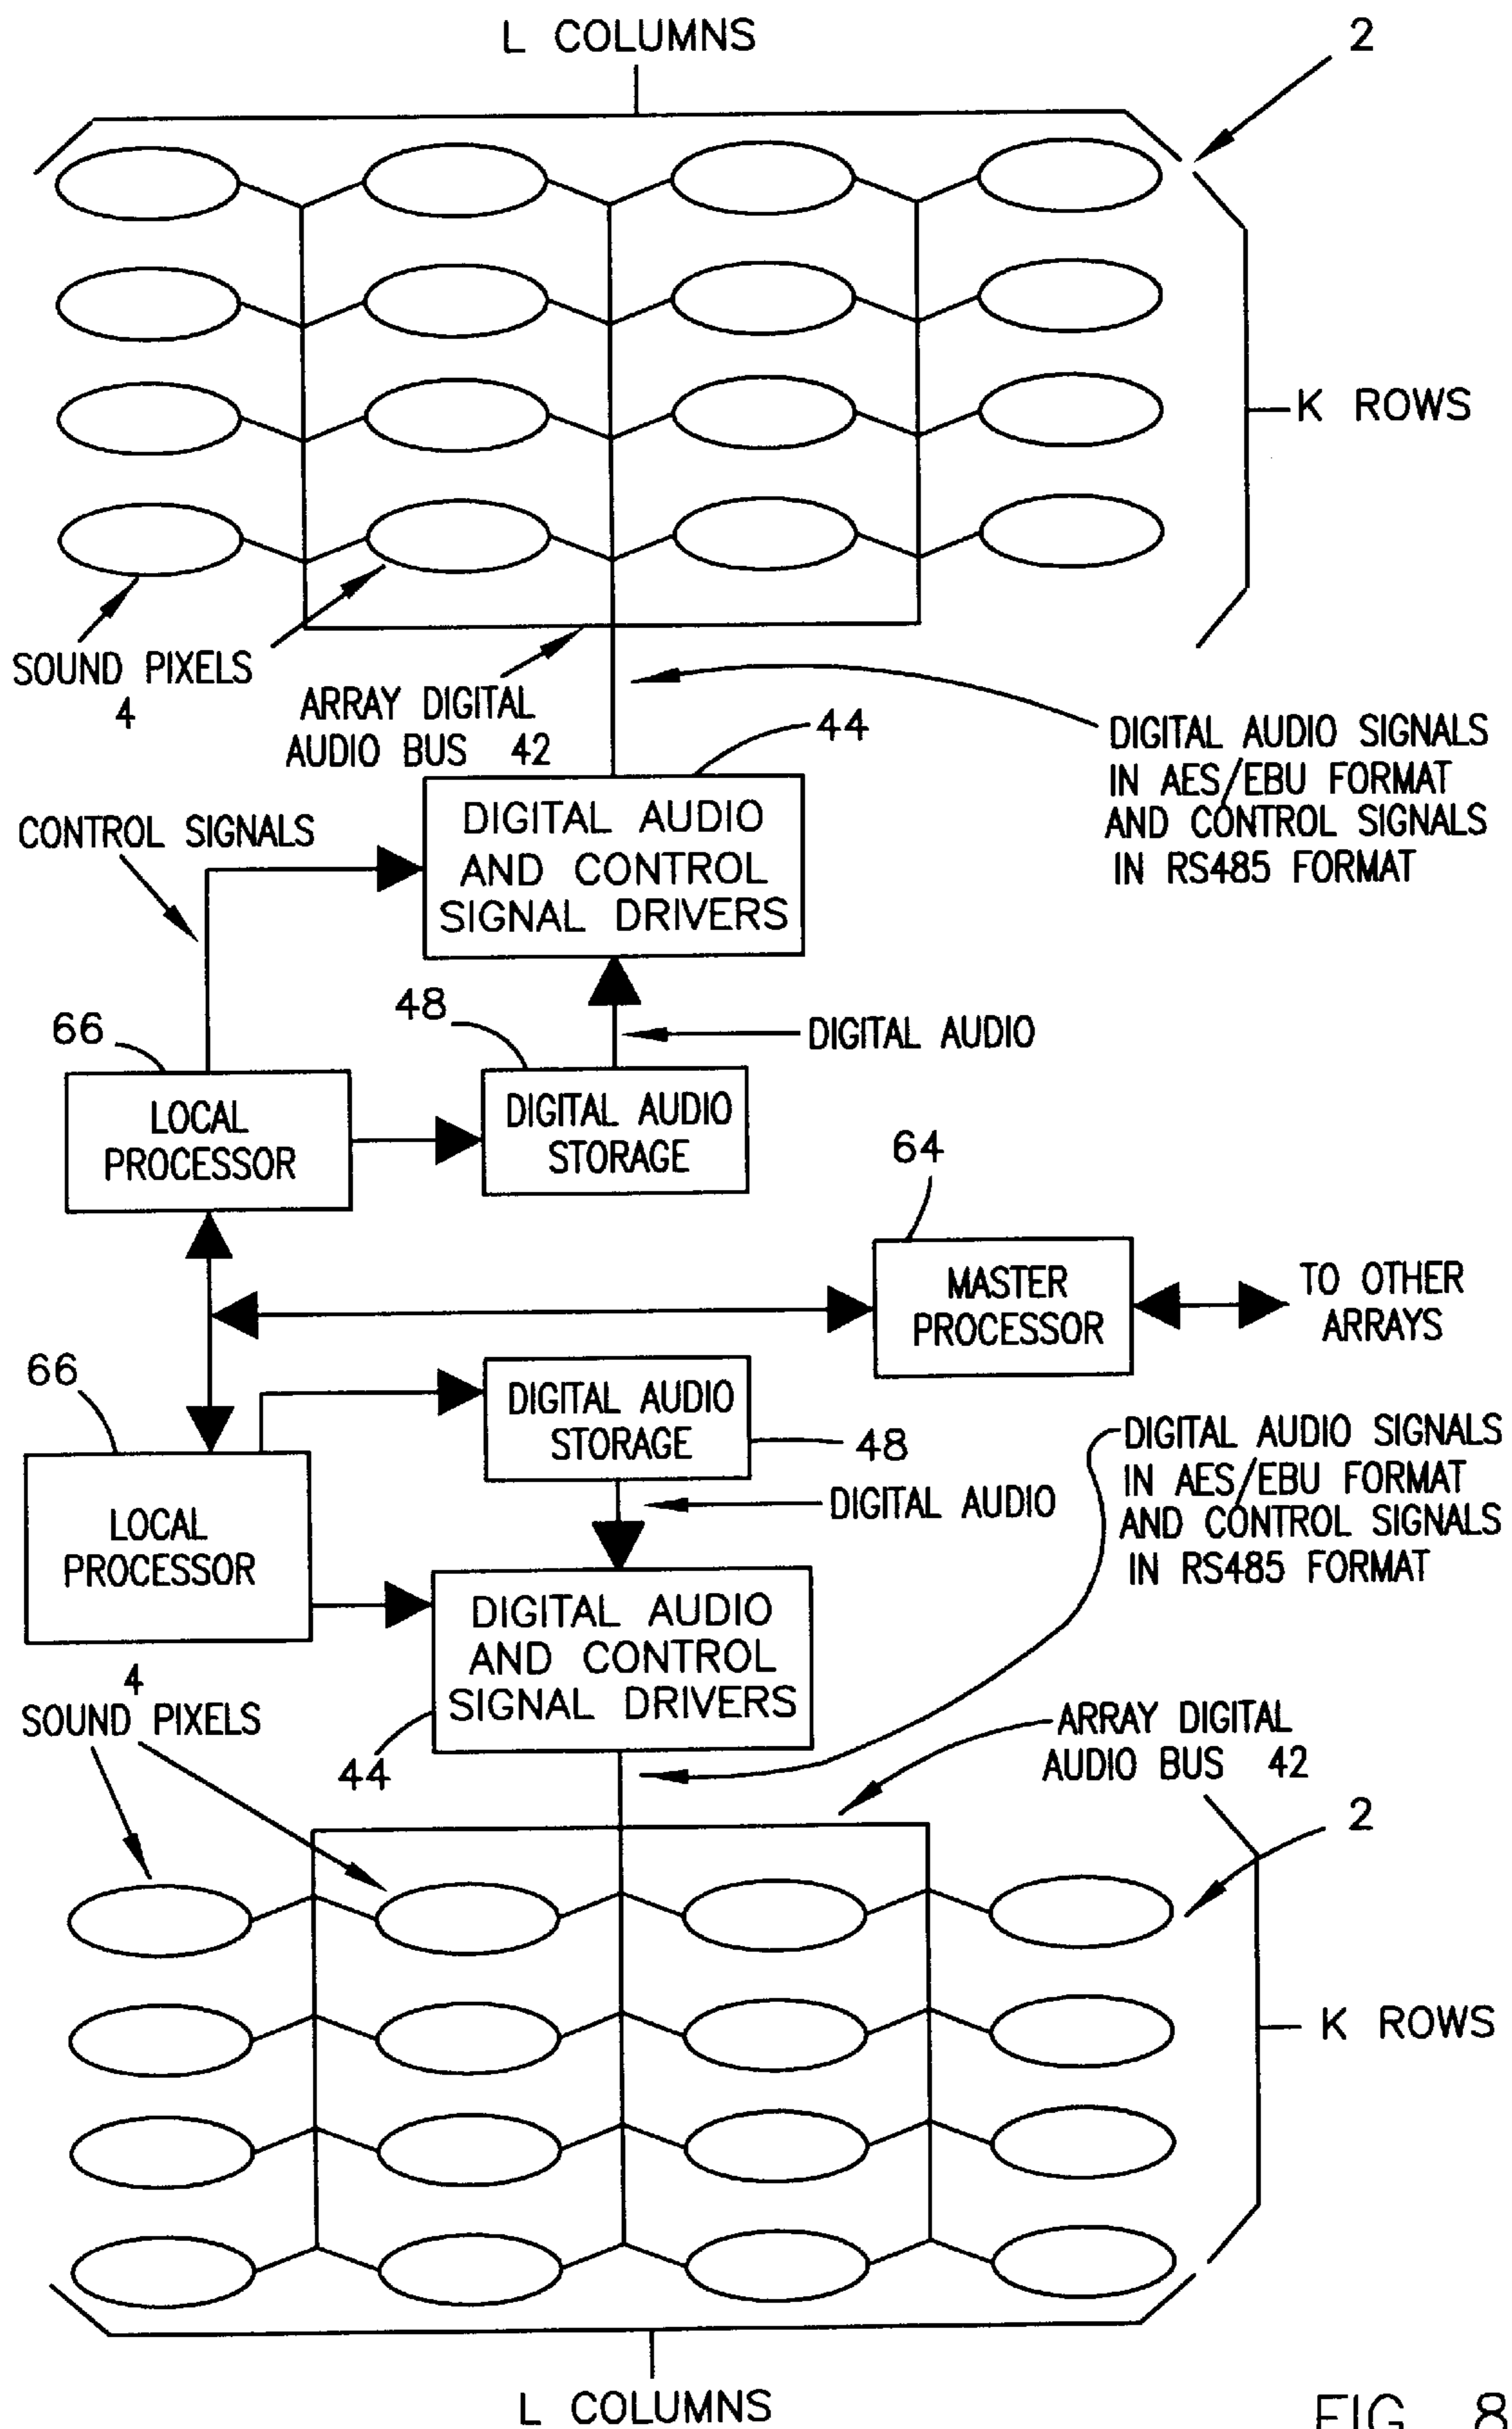 L COLUMNS
2
K ROWS
SOUND PIXELS
4
ARRAY DIGITAL
AUDIO BUS 42
44
DIGITAL AUDIO SIGNALS
IN AES/EBU FORMAT
AND CONTROL SIGNALS
IN RS485 FORMAT
CONTROL SIGNALS
DIGITAL AUDIO
AND CONTROL
SIGNAL DRIVERS
48
DIGITAL AUDIO
66
LOCAL
PROCESSOR
DIGITAL AUDIO
STORAGE
64
MASTER
PROCESSOR
TO OTHER
ARRAYS
66
DIGITAL AUDIO
STORAGE
48
DIGITAL AUDIO SIGNALS
IN AES/EBU FORMAT
AND CONTROL SIGNALS
IN RS485 FORMAT
DIGITAL AUDIO
LOCAL
PROCESSOR
DIGITAL AUDIO
AND CONTROL
SIGNAL DRIVERS
4
SOUND PIXELS
44
ARRAY DIGITAL
AUDIO BUS 42
2
K ROWS
L COLUMNS
FIG. 8